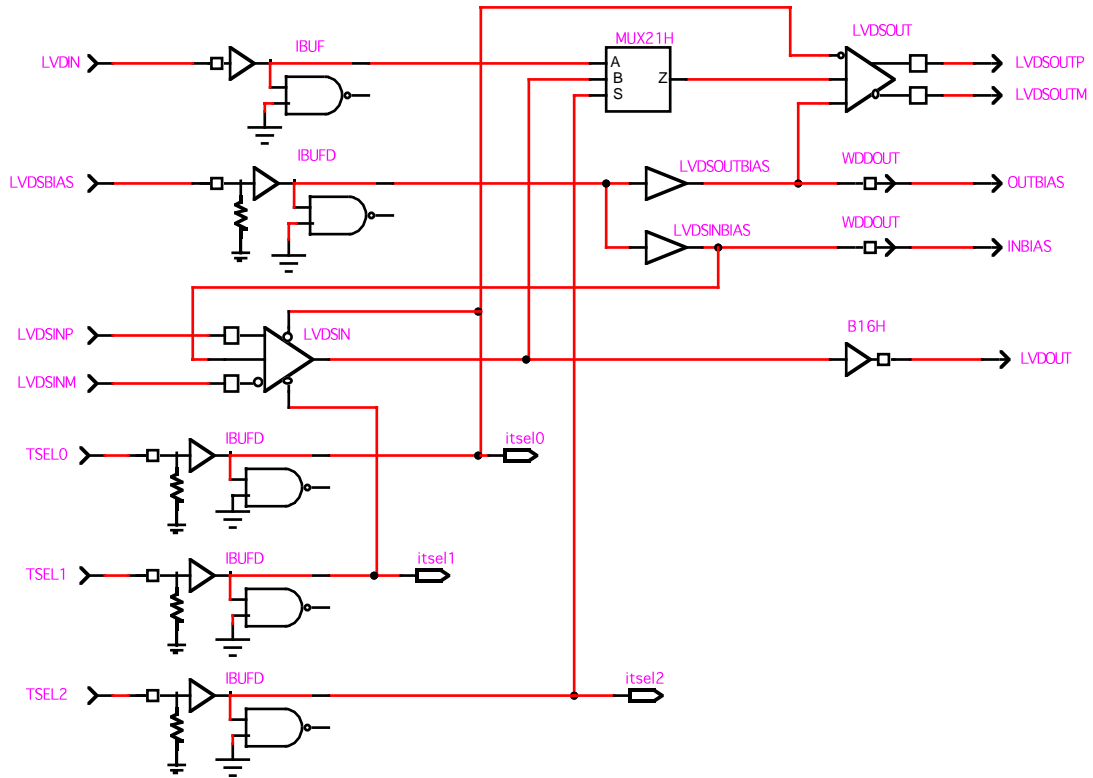 LVDIN
IBUF
MUX21H
A
B
S
Z
LVDSOUT
LVDSOUTP
LVDSOUTM
LVDSBIAS
IBUFD
LVDSOUTBIAS
WDDOUT
OUTBIAS
LVDSINBIAS
WDDOUT
INBIAS
LVDSINP
LVDSIN
LVDSINM
B16H
LVDOUT
TSEL0
IBUFD
itsel0
TSEL1
IBUFD
itsel1
TSEL2
IBUFD
itsel2